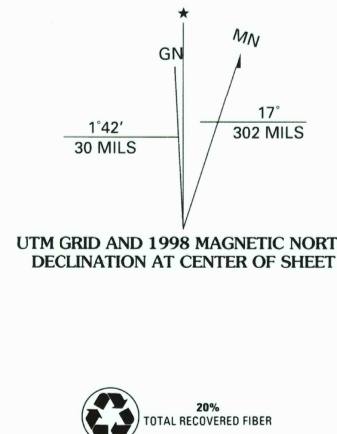 ★
GN MN
1°42'
30 MILS
17°
302 MILS
UTM GRID AND 1998 MAGNETIC NORT
DECLINATION AT CENTER OF SHEET
20%
TOTAL RECOVERED FIBER